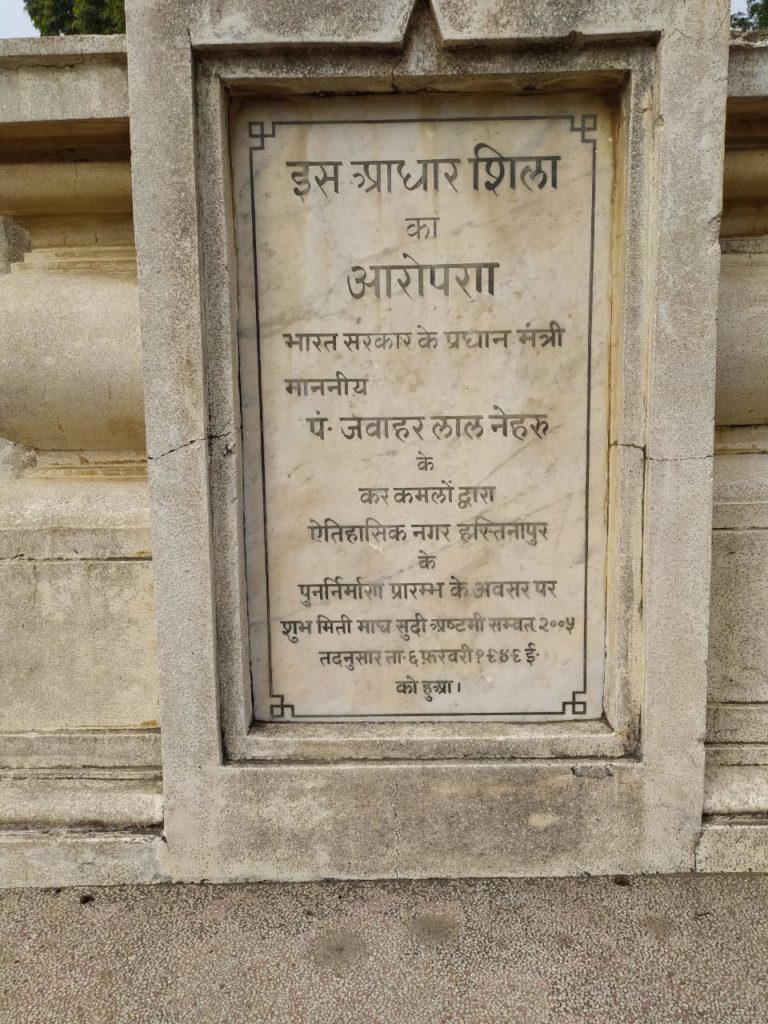 इस आधार शिला
का
आरोपण
भारत सरकार के प्रधान मंत्री
माननीय
पं॰ जवाहर लाल नेहरु
के
कर कमलों द्वारा
ऐतिहासिक नगर हस्तिनापुर
के
पुनर्निर्माण प्रारम्भ के अवसर पर
शुभ मिती माघ सुदी अष्टमी सम्वत् २००५
तदनुसार ता॰ ६ फ़रवरी १९४९ ई॰
को हुआ।